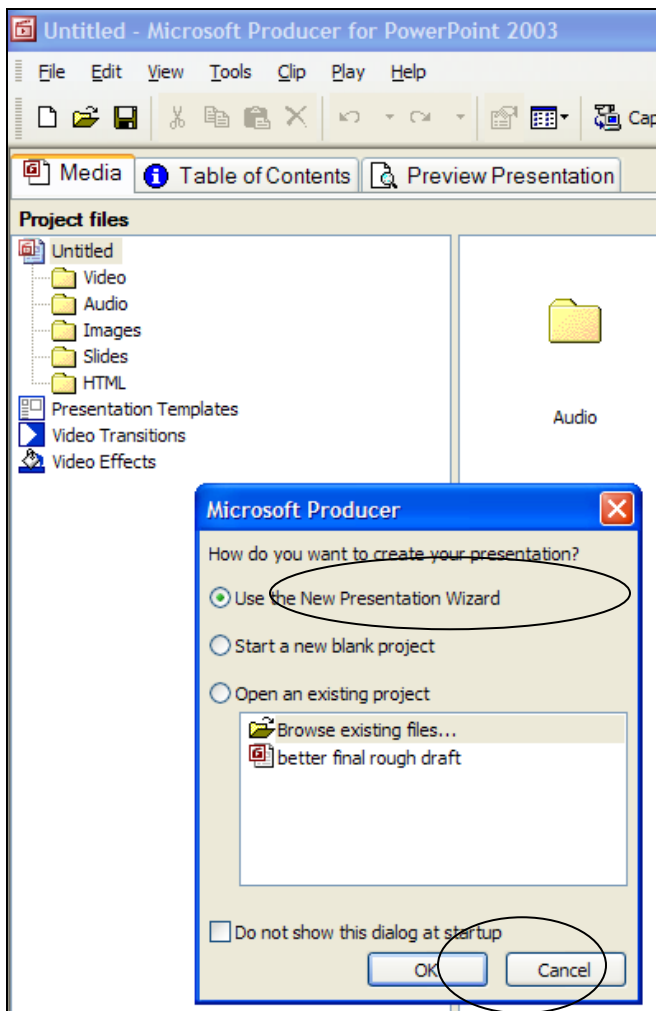 Untitled - Microsoft Producer for PowerPoint 2003
File Edit View Tools Clip Play Help
Cap
Media Table of Contents Preview Presentation
Project files
Untitled
Video
Audio
Images
Slides
HTML
Presentation Templates
Video Transitions
Video Effects
Audio
Microsoft Producer
How do you want to create your presentation?
Use the New Presentation Wizard
Start a new blank project
Open an existing project
Browse existing files...
better final rough draft
Do not show this dialog at startup
OK Cancel